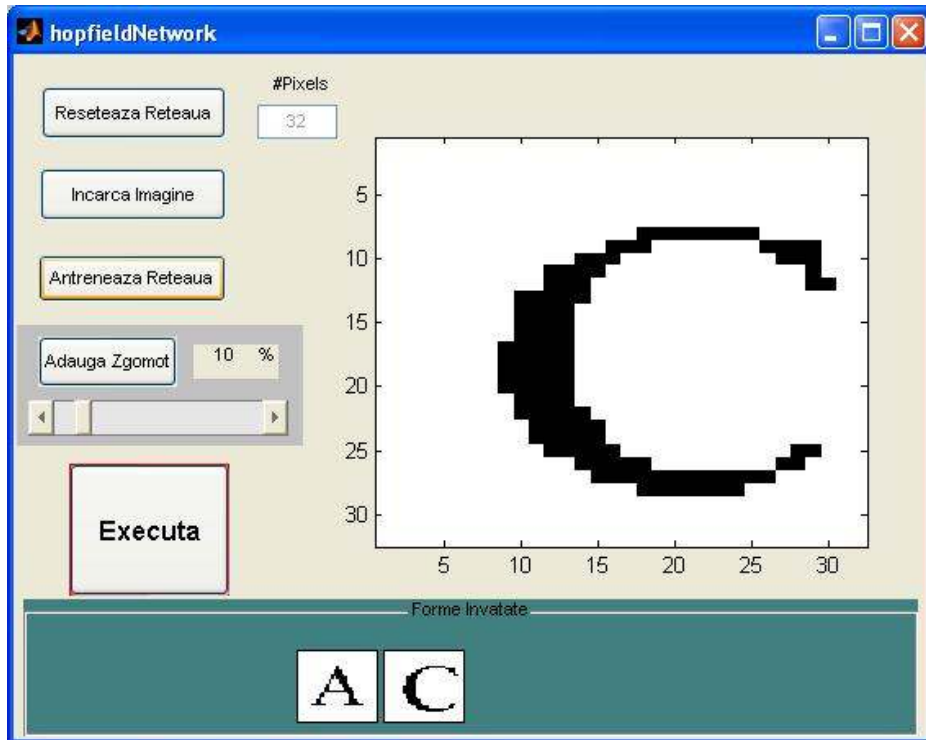 hopfieldNetwork
#Pixels
Reseteaza Reteaua
32
Incarca Imagine
Antreneaza Reteaua
Adauga Zgomot
10 %
Executa
5
10
15
20
25
30
5 10 15 20 25 30
C
Forme Invatate
A C